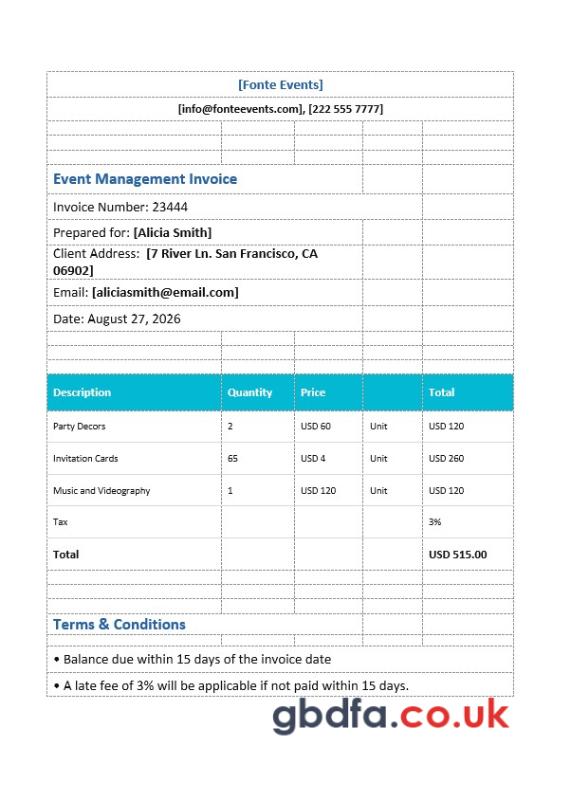 [Fonte Events]
[info@fonteevents.com], [222 555 7777]
Event Management Invoice
Invoice Number: 23444
Prepared for: [Alicia Smith]
Client Address:  [7 River Ln. San Francisco, CA
06902]
Email: [aliciasmith@email.com]
Date: August 27, 2026
Description Quantity Price Total
Party Decors 2 USD 60 Unit USD 120
Invitation Cards 65 USD 4 Unit USD 260
Music and Videography 1 USD 120 Unit USD 120
Tax 3%
Total USD 515.00
Terms & Conditions
• Balance due within 15 days of the invoice date
• A late fee of 3% will be applicable if not paid within 15 days.
gbdfa.co.uk